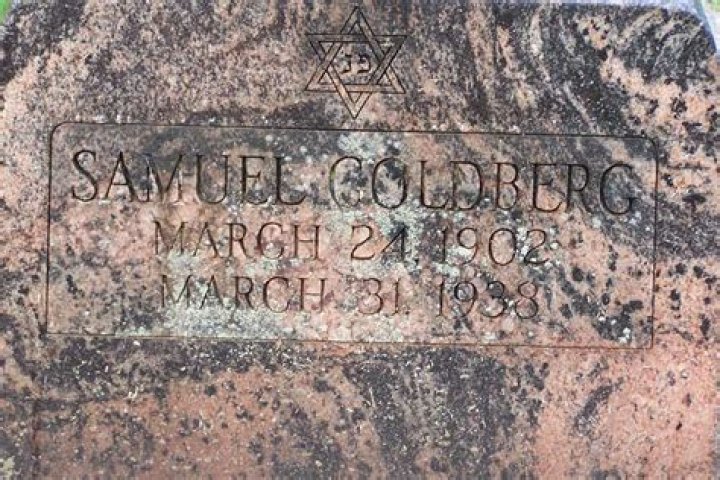 פ נ
SAMUEL GOLDBERG
MARCH 24, 1902
MARCH 31, 1938